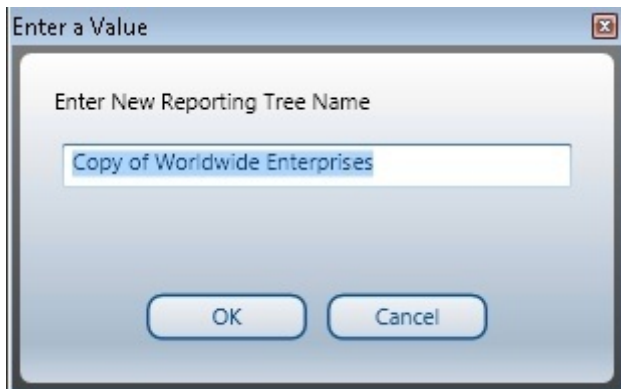 Enter a Value
Enter New Reporting Tree Name
Copy of Worldwide Enterprises
OK Cancel